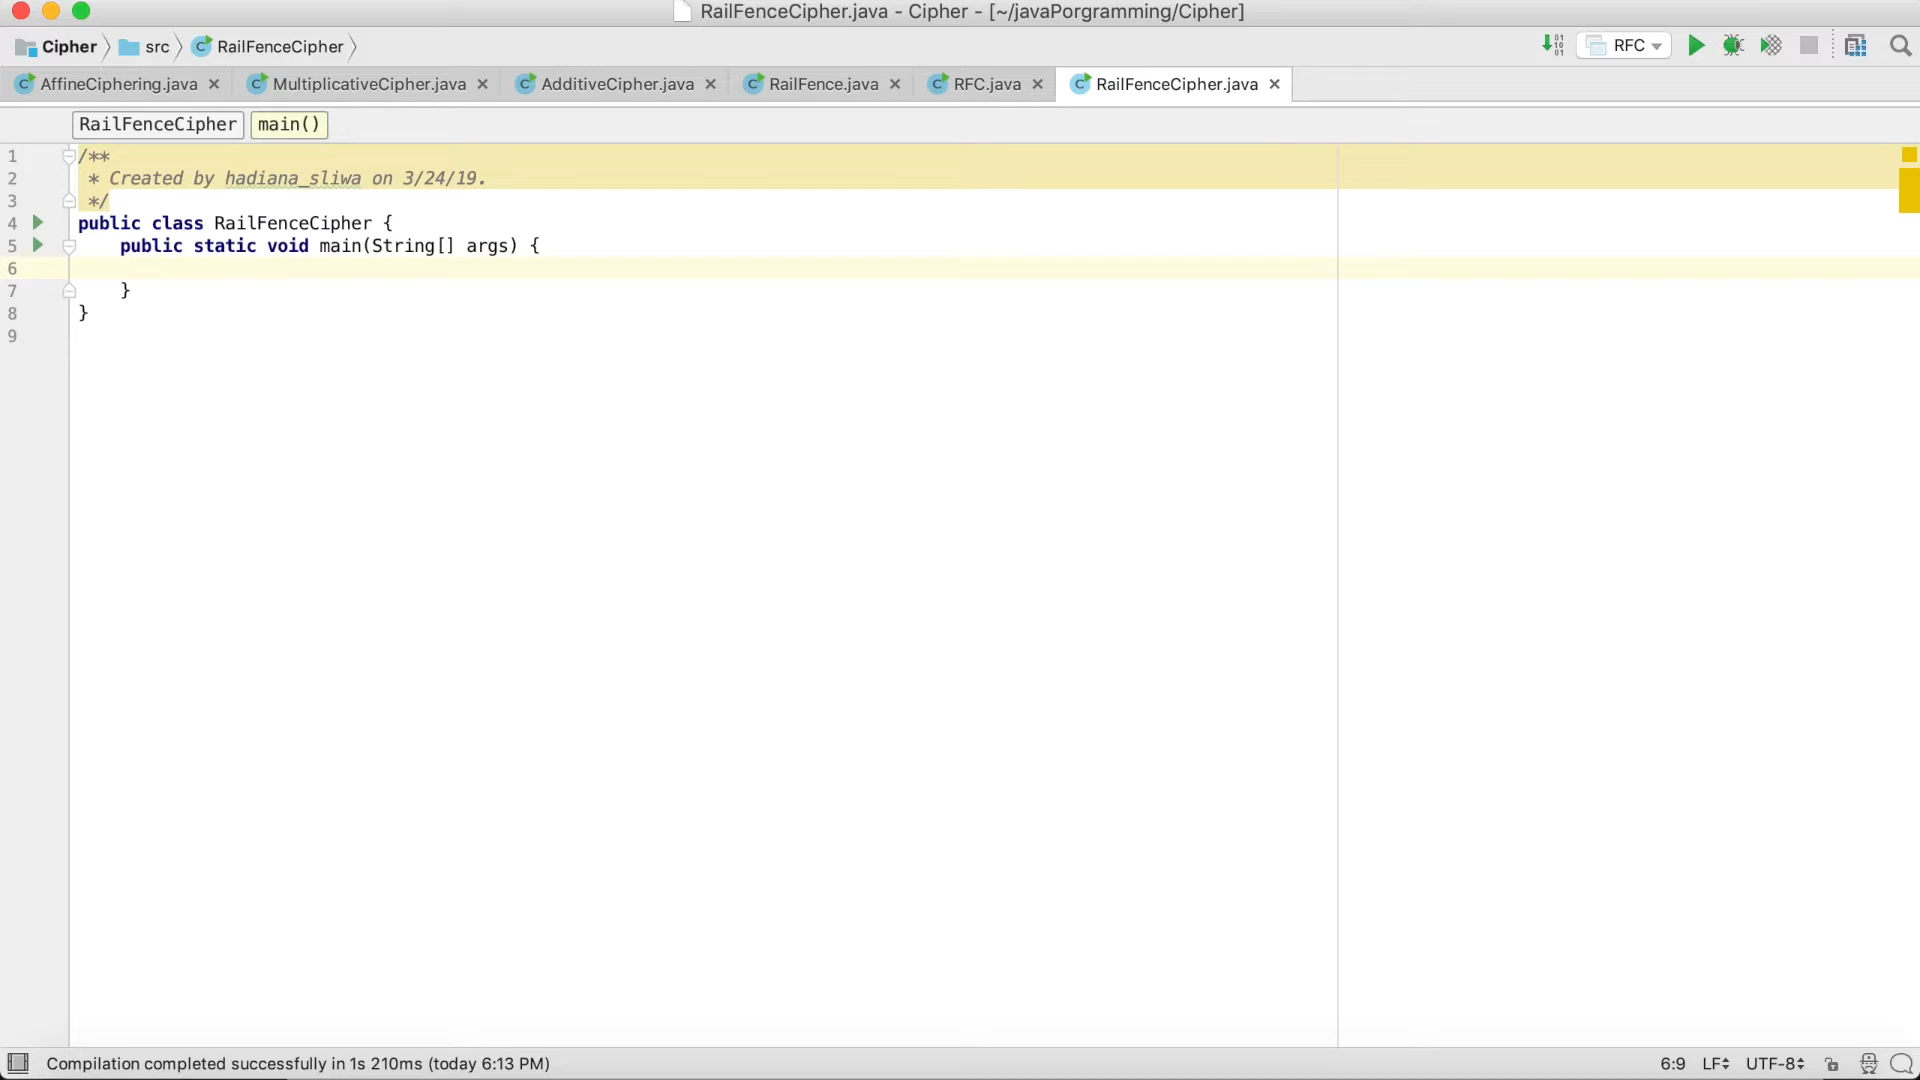 RailFenceCipher.java - Cipher - [~/javaPorgramming/Cipher]
Cipher src RailFenceCipher RFC
AffineCiphering.java MultiplicativeCipher.java AdditiveCipher.java RailFence.java RFC.java RailFenceCipher.java
RailFenceCipher main()
1 /**
2 * Created by hadiana_sliwa on 3/24/19.
3 */
4 public class RailFenceCipher {
5 public static void main(String[] args) {
6
7 }
8 }
9
Compilation completed successfully in 1s 210ms (today 6:13 PM) 6:9 LF UTF-8